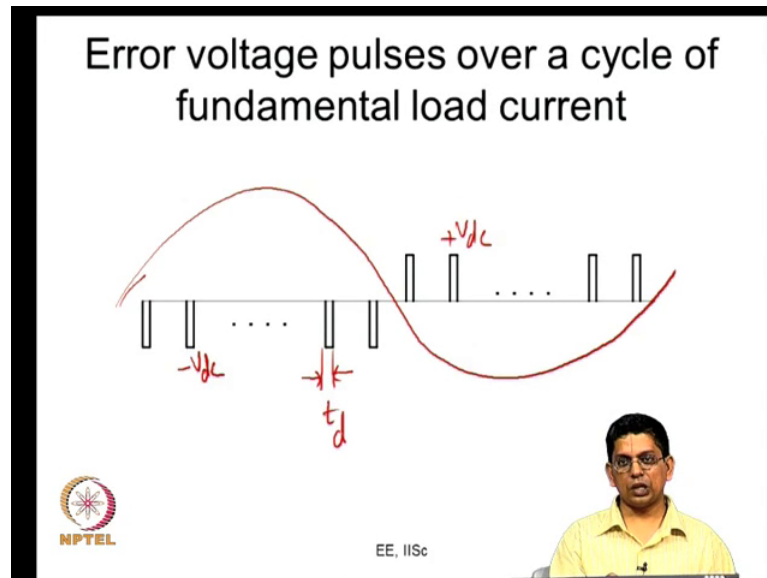 Error voltage pulses over a cycle of
fundamental load current
+Vdc
. . . .
. . . .
-Vdc
td
NPTEL
EE, IISc